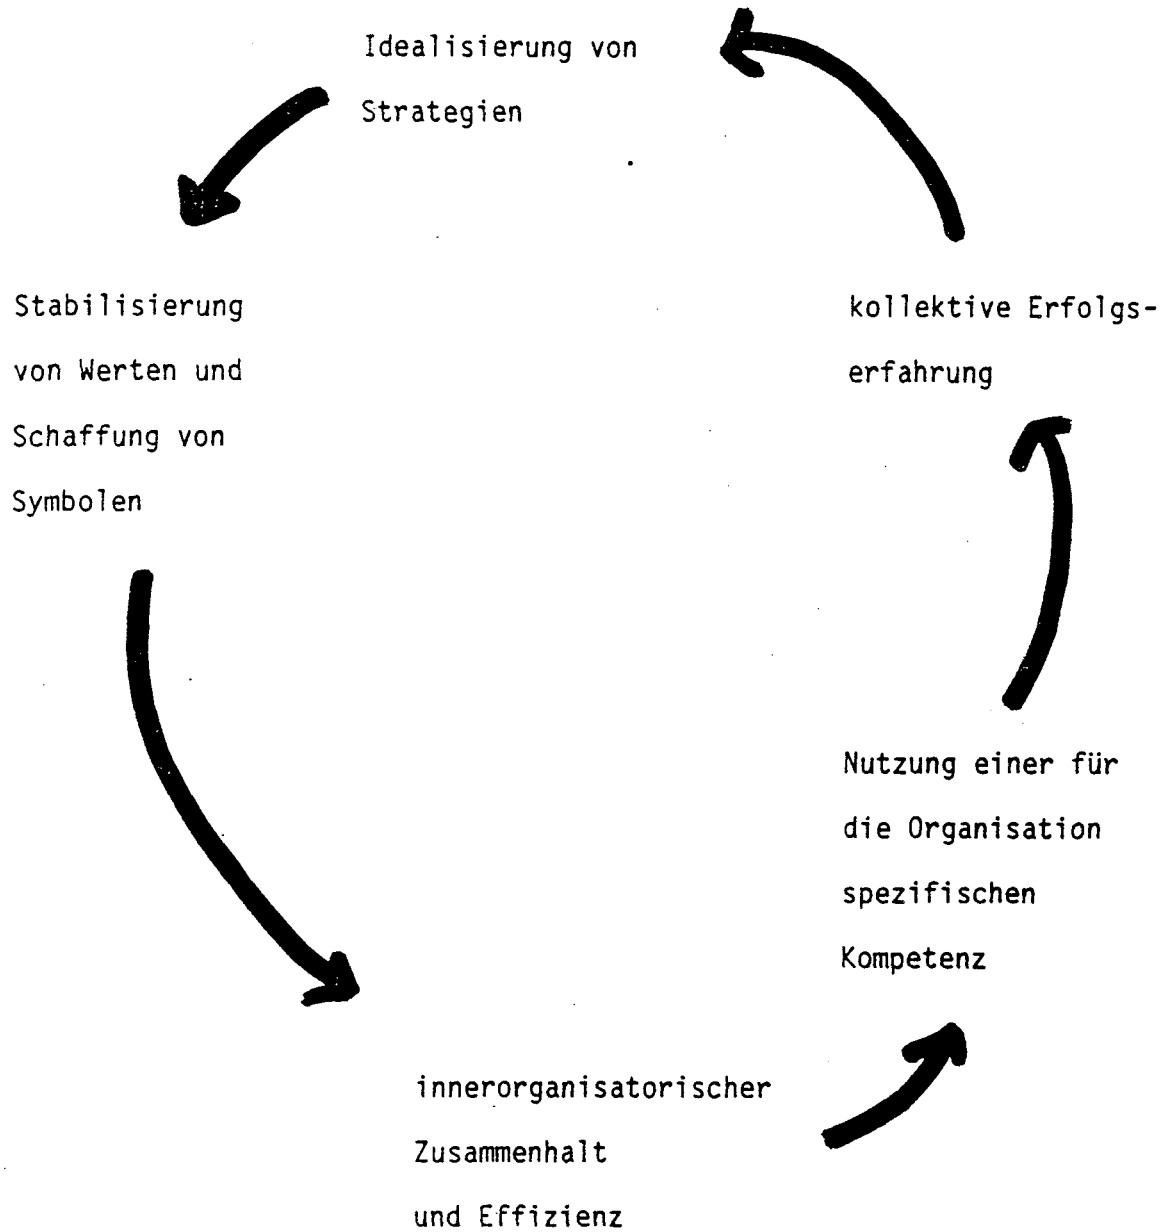 Idealisierung von
Strategien
Stabilisierung
von Werten und
Schaffung von
Symbolen
kollektive Erfolgs-
erfahrung
Nutzung einer für
die Organisation
spezifischen
Kompetenz
innerorganisatorischer
Zusammenhalt
und Effizienz